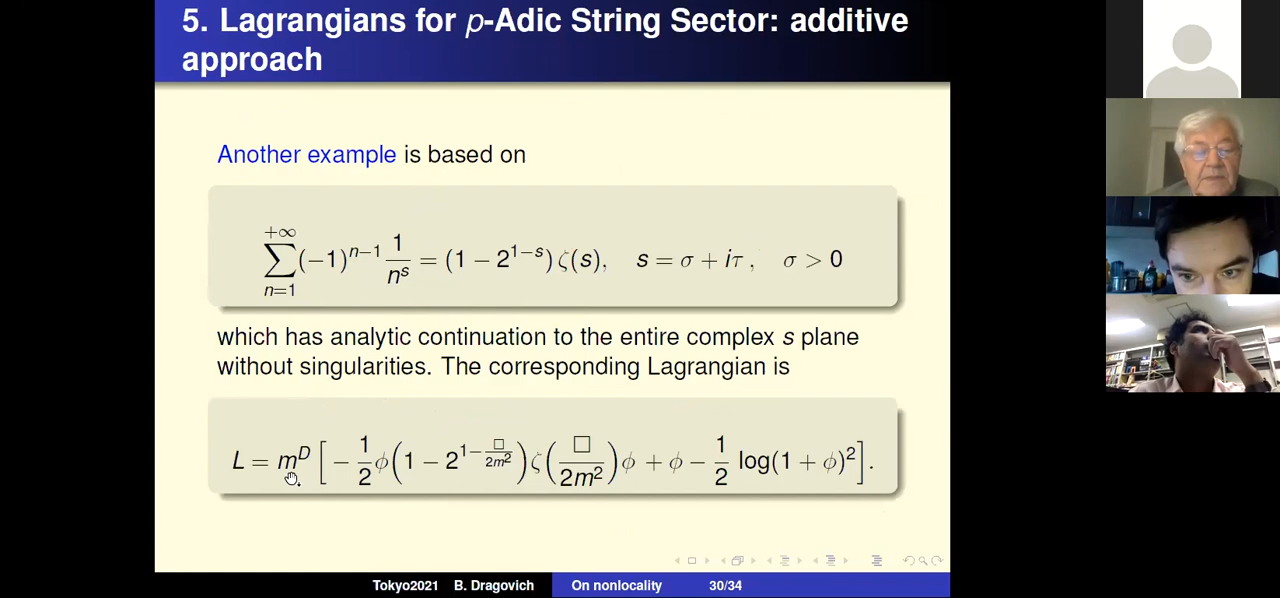 5. Lagrangians for p-Adic String Sector: additive
approach
Another example is based on
+∞
∑(−1)^{n−1} 1/n^s = (1 − 2^{1−s}) ζ(s), s = σ + iτ, σ > 0
n=1
which has analytic continuation to the entire complex s plane
without singularities. The corresponding Lagrangian is
L = m^D [ − 1/2 ϕ(1 − 2^{1−□/2m²}) ζ(□/2m²)ϕ + ϕ − 1/2 log(1 + ϕ)² ].
Tokyo2021 B. Dragovich On nonlocality 30/34